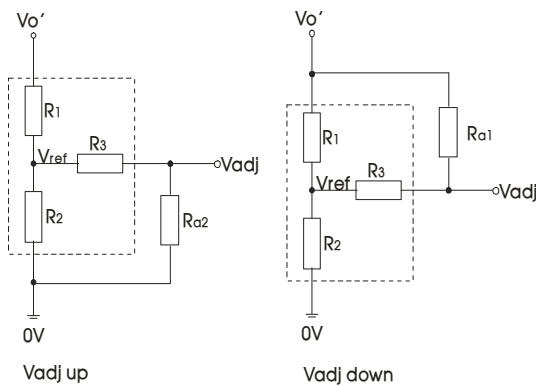 Vo'
R1
Vref
R3
Vadj
R2
Ra2
0V
Vadj up
Vo'
R1
Ra1
Vref
R3
Vadj
R2
0V
Vadj down